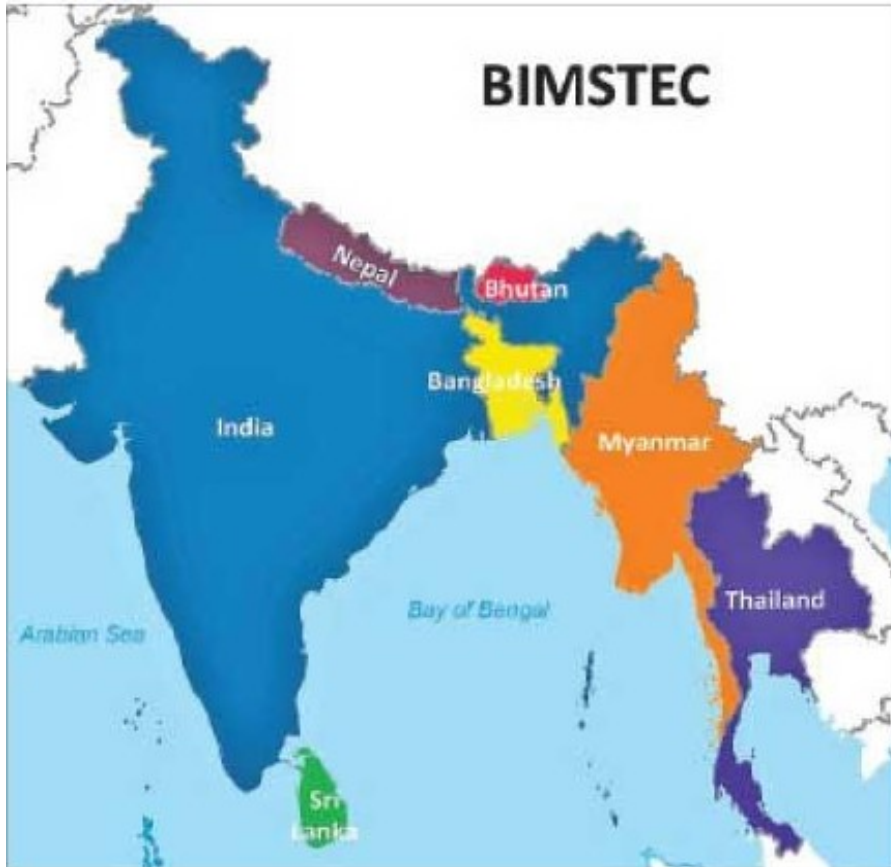 BIMSTEC
Nepal
Bhutan
Bangladesh
India
Myanmar
Thailand
Bay of Bengal
Arabian Sea
Sri
Lanka